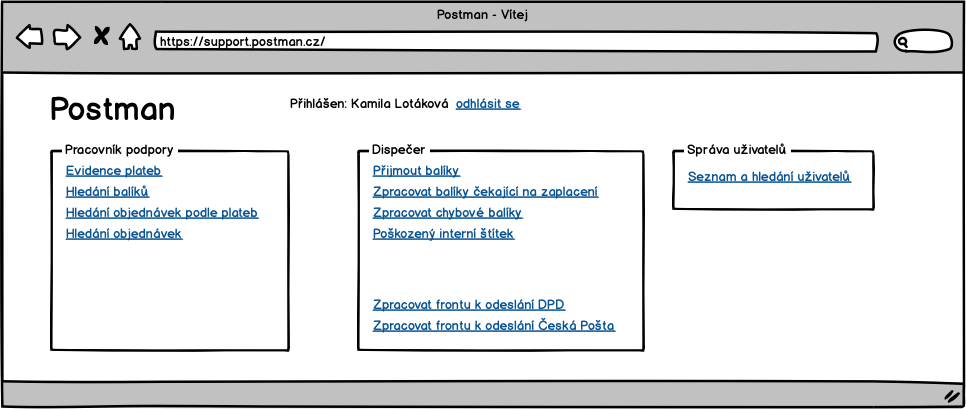 Postman - Vítej
https://support.postman.cz/
Postman
Přihlášen: Kamila Lotáková odhlásit se
Pracovník podpory
Evidence plateb
Hledání balíků
Hledání objednávek podle plateb
Hledání objednávek
Dispečer
Přijmout balíky
Zpracovat balíky čekající na zaplacení
Zpracovat chybové balíky
Poškozený interní štítek
Zpracovat frontu k odeslání DPD
Zpracovat frontu k odeslání Česká Pošta
Správa uživatelů
Seznam a hledání uživatelů